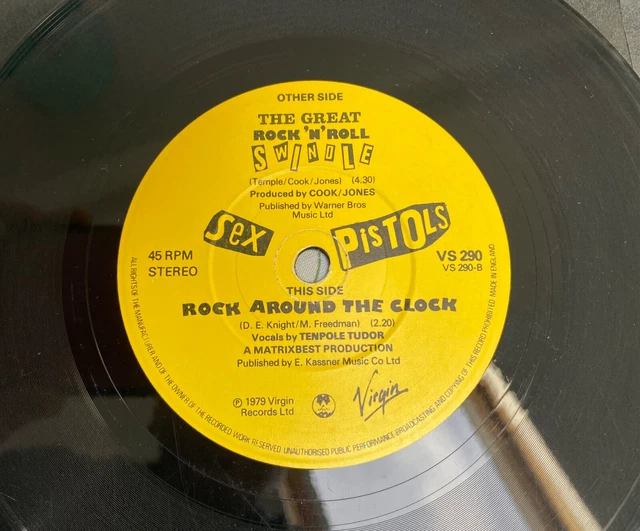 OTHER SIDE
THE GREAT
ROCK 'N' ROLL
SWINDLE
(Temple/Cook/Jones) (4.30)
Produced by COOK/JONES
Published by Warner Bros
Music Ltd
SEX PISTOLS
45 RPM
STEREO
VS 290
VS 290-B
THIS SIDE
ROCK AROUND THE CLOCK
(D. E. Knight/M. Freedman) (2.20)
Vocals by TENPOLE TUDOR
A MATRIXBEST PRODUCTION
Published by E. Kassner Music Co Ltd
℗ 1979 Virgin
Records Ltd
Virgin
ALL RIGHTS OF THE MANUFACTURER AND OF THE OWNER OF THE RECORDED WORK RESERVED UNAUTHORISED PUBLIC PERFORMANCE BROADCASTING AND COPYING OF THIS RECORD PROHIBITED MADE IN ENGLAND